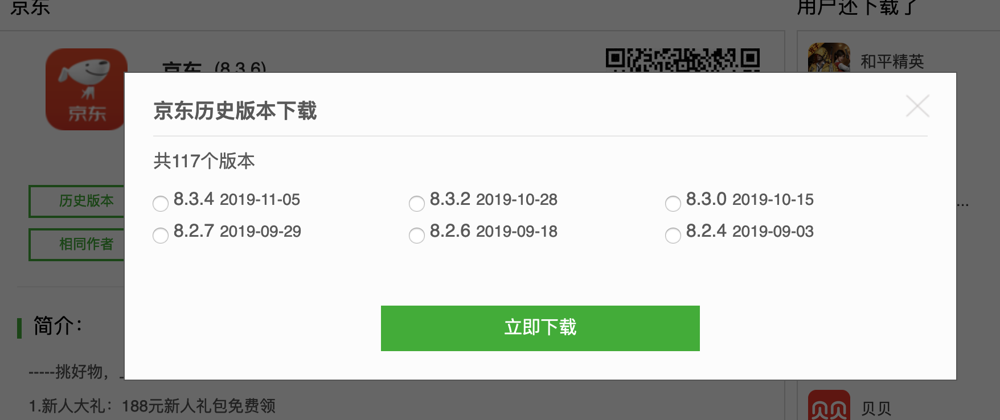 京东
用户还下载了
京东 (8.3.6)
和平精英
京东
京东历史版本下载
共117个版本
8.3.4 2019-11-05
8.3.2 2019-10-28
8.3.0 2019-10-15
8.2.7 2019-09-29
8.2.6 2019-09-18
8.2.4 2019-09-03
历史版本
...
相同作者
立即下载
简介：
-----挑好物，
1.新人大礼：188元新人礼包免费领
贝贝